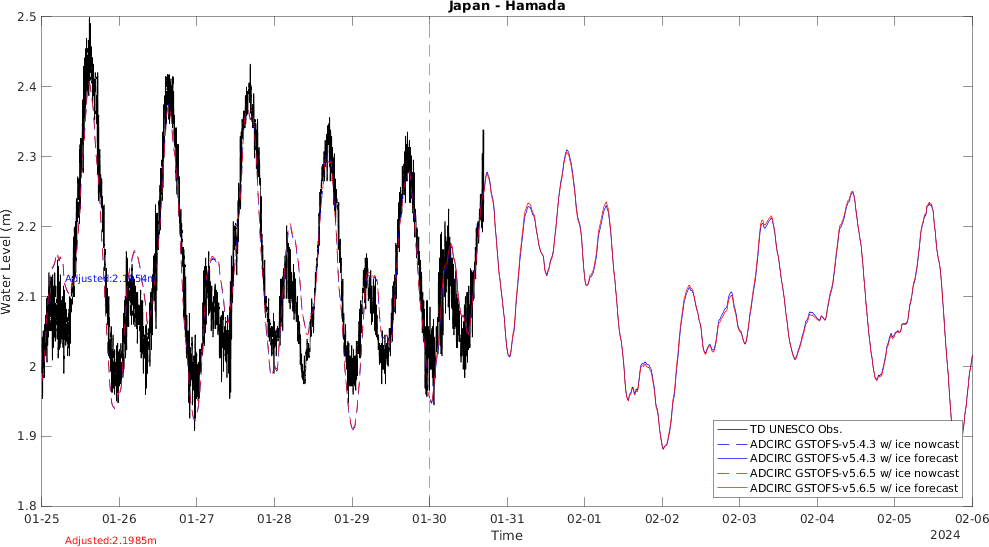 Japan - Hamada
Water Level (m)
2.5
2.4
2.3
2.2
2.1
2
1.9
1.8
Adjusted:2.1954m
TD UNESCO Obs.
ADCIRC GSTOFS-v5.4.3 w/ ice nowcast
ADCIRC GSTOFS-v5.4.3 w/ ice forecast
ADCIRC GSTOFS-v5.6.5 w/ ice nowcast
ADCIRC GSTOFS-v5.6.5 w/ ice forecast
01-25 01-26 01-27 01-28 01-29 01-30 01-31 02-01 02-02 02-03 02-04 02-05 02-06
Time
2024
Adjusted:2.1985m